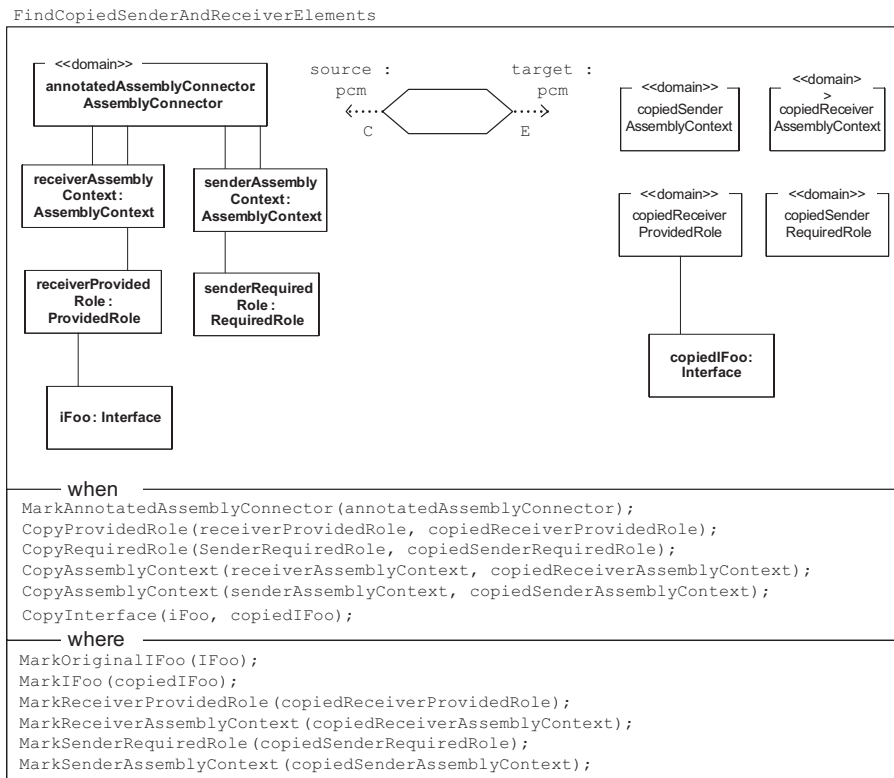 FindCopiedSenderAndReceiverElements
<<domain>>
annotatedAssemblyConnector:
AssemblyConnector
receiverAssembly
Context:
AssemblyContext
senderAssembly
Context:
AssemblyContext
receiverProvided
Role:
ProvidedRole
senderRequired
Role:
RequiredRole
iFoo: Interface
source :
pcm
C
target :
pcm
E
<<domain>>
copiedSender
AssemblyContext
<<domain>
>
copiedReceiver
AssemblyContext
<<domain>>
copiedReceiver
ProvidedRole
<<domain>>
copiedSender
RequiredRole
copiedIFoo:
Interface
when
MarkAnnotatedAssemblyConnector(annotatedAssemblyConnector);
CopyProvidedRole(receiverProvidedRole, copiedReceiverProvidedRole);
CopyRequiredRole(SenderRequiredRole, copiedSenderRequiredRole);
CopyAssemblyContext(receiverAssemblyContext, copiedReceiverAssemblyContext);
CopyAssemblyContext(senderAssemblyContext, copiedSenderAssemblyContext);
CopyInterface(iFoo, copiedIFoo);
where
MarkOriginalIFoo(IFoo);
MarkIFoo(copiedIFoo);
MarkReceiverProvidedRole(copiedReceiverProvidedRole);
MarkReceiverAssemblyContext(copiedReceiverAssemblyContext);
MarkSenderRequiredRole(copiedSenderRequiredRole);
MarkSenderAssemblyContext(copiedSenderAssemblyContext);